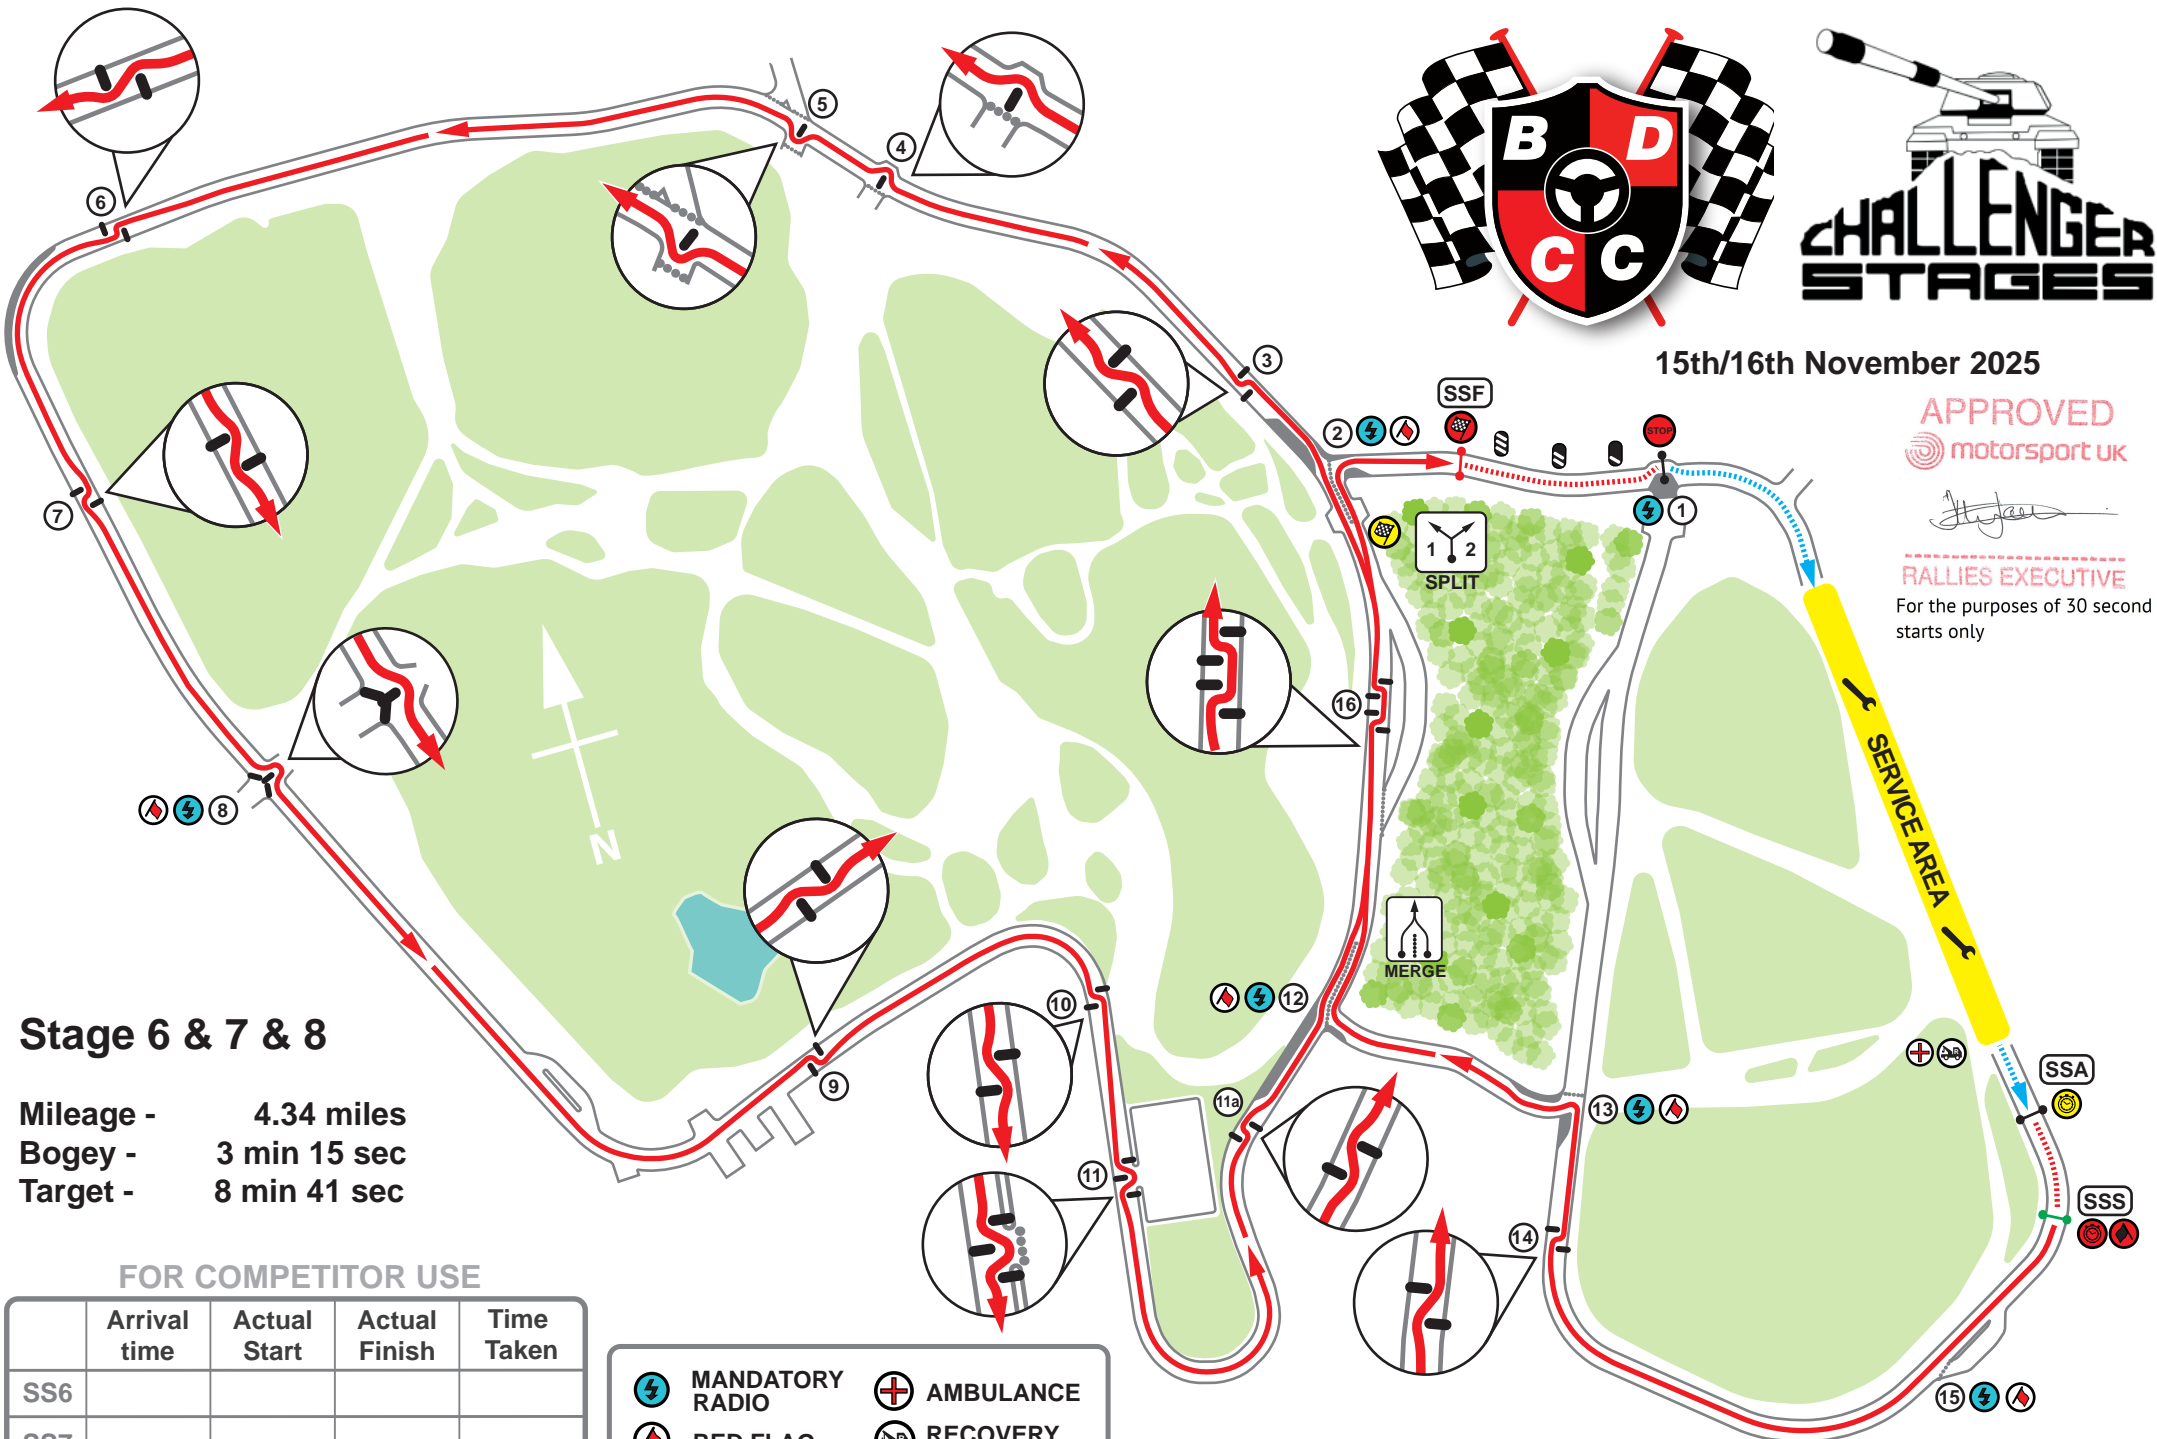 B D
C C
CHALLENGER
STAGES
15th/16th November 2025
APPROVED
motorsport UK
RALLIES EXECUTIVE
For the purposes of 30 second
starts only
6
5
4
3
2
SSF
STOP
1
1 2
SPLIT
7
16
8
N
SERVICE AREA
MERGE
12
10
9
11a
13
SSA
11
14
SSS
15
Stage 6 & 7 & 8
Mileage - 4.34 miles
Bogey - 3 min 15 sec
Target - 8 min 41 sec
FOR COMPETITOR USE
Arrival time
Actual Start
Actual Finish
Time Taken
SS6
SS7
MANDATORY
RADIO
AMBULANCE
RED FLAG
RECOVERY